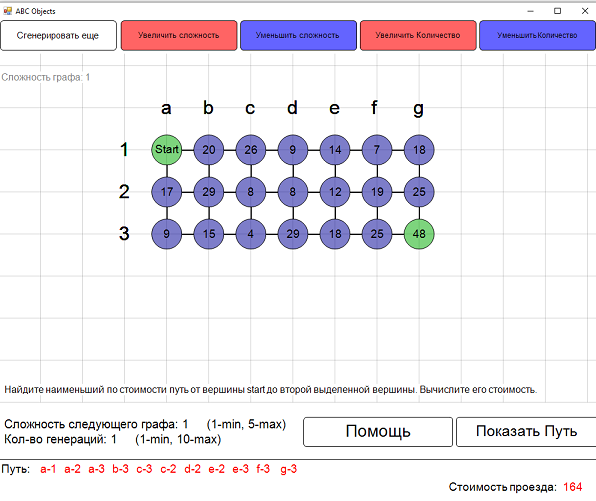 ABC Objects
Сгенерировать еще Увеличить сложность Уменьшить сложность Увеличить Количество Уменьшить Количество
Сложность графа: 1
a b c d e f g
1 Start 20 26 9 14 7 18
2 17 29 8 8 12 19 25
3 9 15 4 29 18 25 48
Найдите наименьший по стоимости путь от вершины start до второй выделенной вершины. Вычислите его стоимость.
Сложность следующего графа: 1 (1-min, 5-max)
Кол-во генераций: 1 (1-min, 10-max)
Помощь Показать Путь
Путь: a-1 a-2 a-3 b-3 c-3 c-2 d-2 e-2 e-3 f-3 g-3
Стоимость проезда: 164